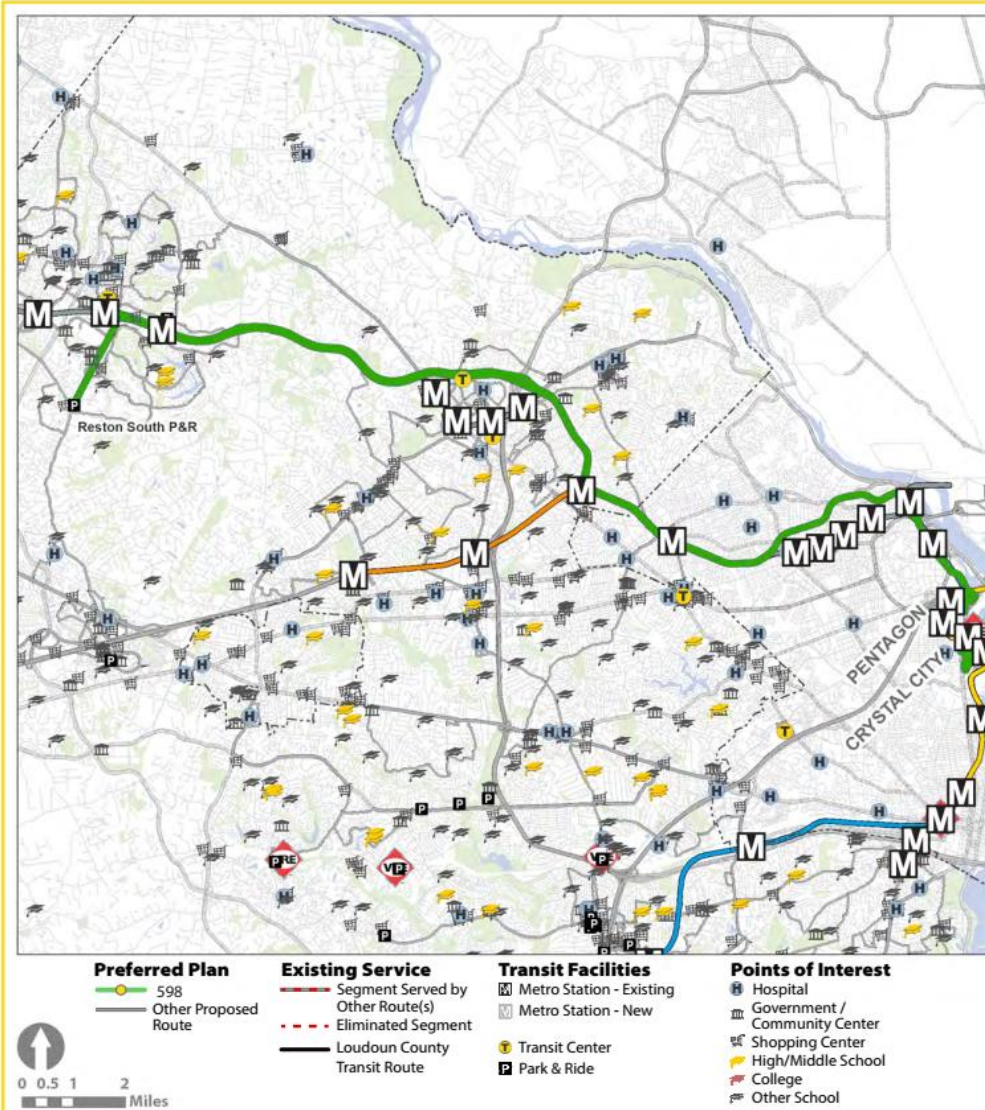 Reston South P&R
PENTAGON
CRYSTAL CITY
Preferred Plan
598
Other Proposed
Route
Existing Service
Segment Served by
Other Route(s)
Eliminated Segment
Loudoun County
Transit Route
Transit Facilities
M Metro Station - Existing
M Metro Station - New
T Transit Center
P Park & Ride
Points of Interest
H Hospital
Government /
Community Center
Shopping Center
High/Middle School
College
Other School
0 0.5 1 2
Miles